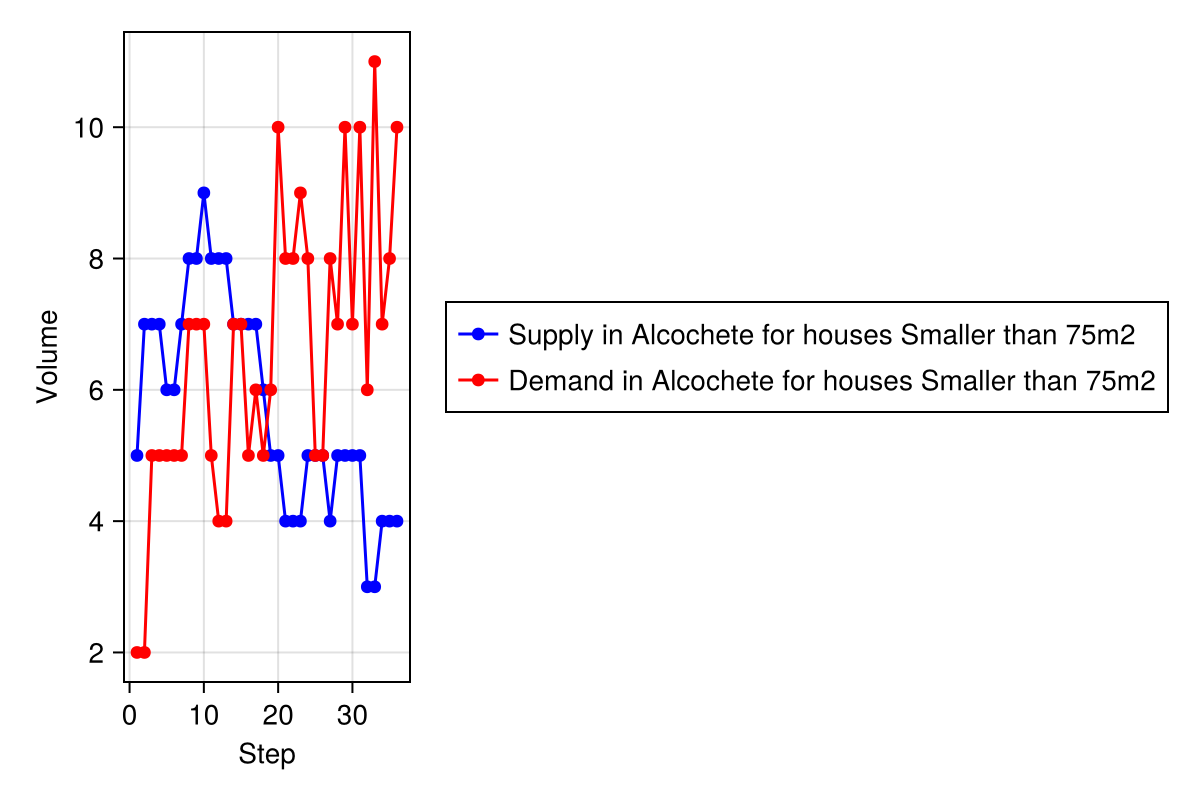 Volume
10
8
6
4
2
0 10 20 30
Step
Supply in Alcochete for houses Smaller than 75m2
Demand in Alcochete for houses Smaller than 75m2